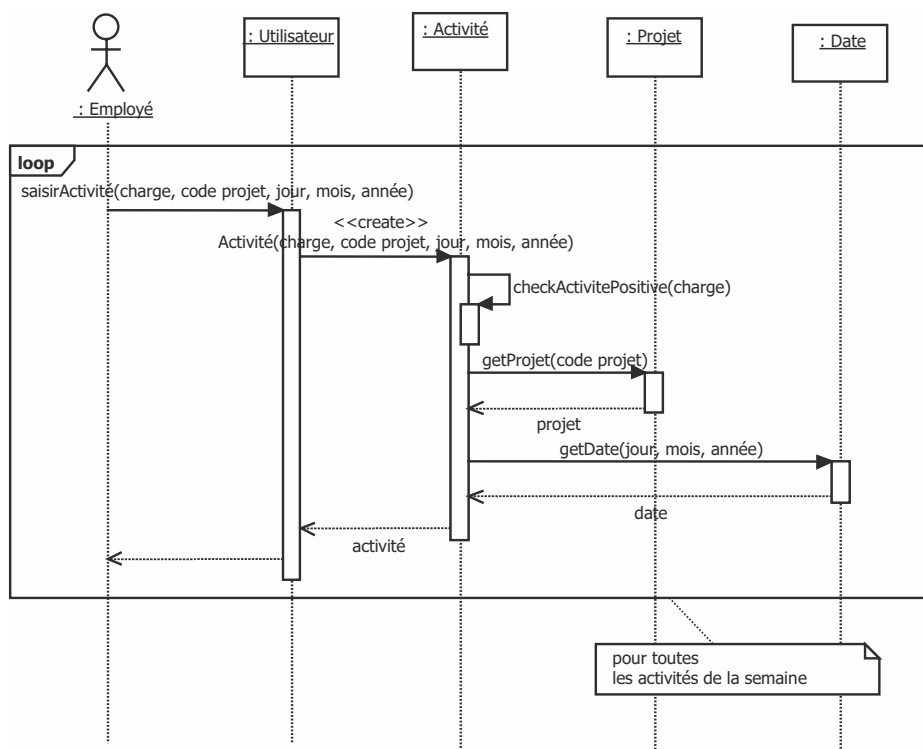 : Utilisateur
: Activité
: Projet
: Date
: Employé
loop
saisirActivité(charge, code projet, jour, mois, année)
<<create>>
Activité(charge, code projet, jour, mois, année)
checkActivitePositive(charge)
getProjet(code projet)
projet
getDate(jour, mois, année)
date
activité
pour toutes
les activités de la semaine